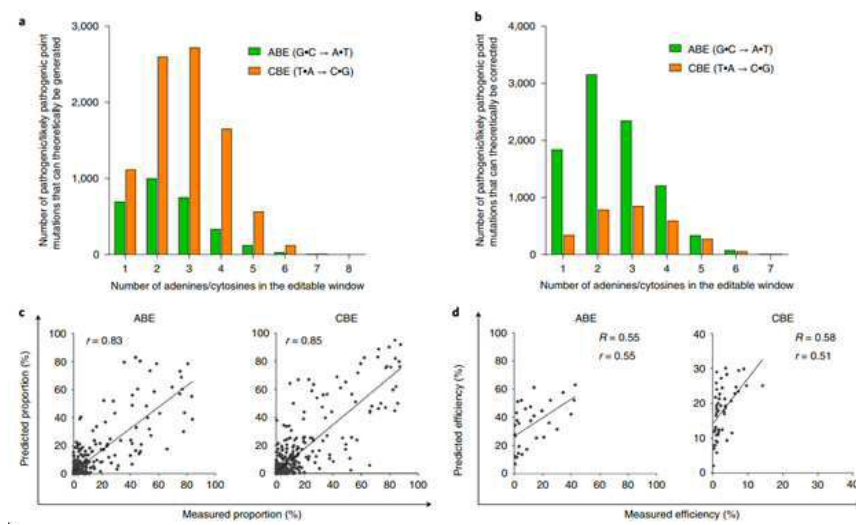 a
Number of pathogenic/likely pathogenic point
mutations that can theoretically be generated
3,000
2,000
1,000
0
ABE (G•C → A•T)
CBE (T•A → C•G)
1 2 3 4 5 6 7 8
Number of adenines/cytosines in the editable window
b
Number of pathogenic/likely pathogenic point
mutations that can theoretically be corrected
4,000
3,000
2,000
1,000
0
ABE (G•C → A•T)
CBE (T•A → C•G)
1 2 3 4 5 6 7
Number of adenines/cytosines in the editable window
c
Predicted proportion (%)
ABE
r = 0.83
100
80
60
40
20
0
0 20 40 60 80 100
CBE
r = 0.85
100
80
60
40
20
0
0 20 40 60 80 100
Measured proportion (%)
d
Predicted efficiency (%)
ABE
R = 0.55
r = 0.55
100
80
60
40
20
0
0 20 40 60 80 100
CBE
R = 0.58
r = 0.51
40
30
20
10
0
0 10 20 30 40
Measured efficiency (%)